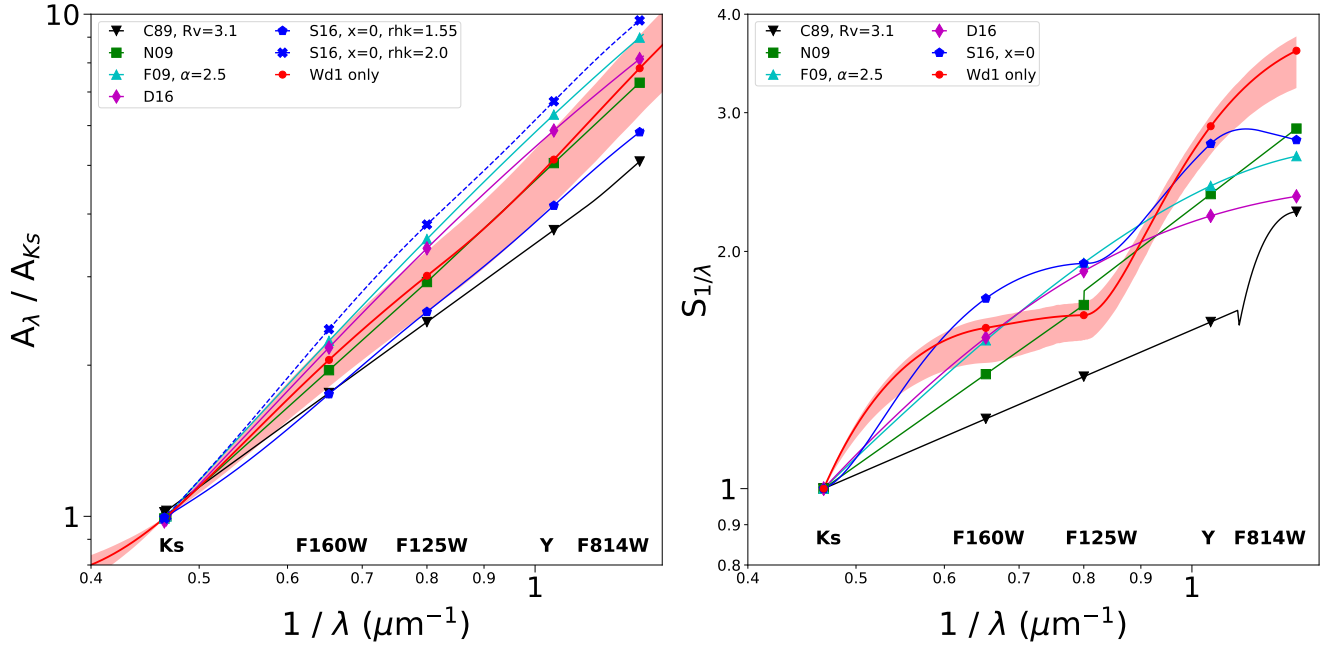 10
1
A_λ / A_Ks
C89, Rv=3.1
N09
F09, α=2.5
D16
S16, x=0, rhk=1.55
S16, x=0, rhk=2.0
Wd1 only
Ks F160W F125W Y F814W
0.4 0.5 0.6 0.7 0.8 0.9 1
1 / λ (μm⁻¹)
4.0
3.0
2.0
1
0.9
0.8
S_1/λ
C89, Rv=3.1
N09
F09, α=2.5
D16
S16, x=0
Wd1 only
Ks F160W F125W Y F814W
0.4 0.5 0.6 0.7 0.8 0.9 1
1 / λ (μm⁻¹)